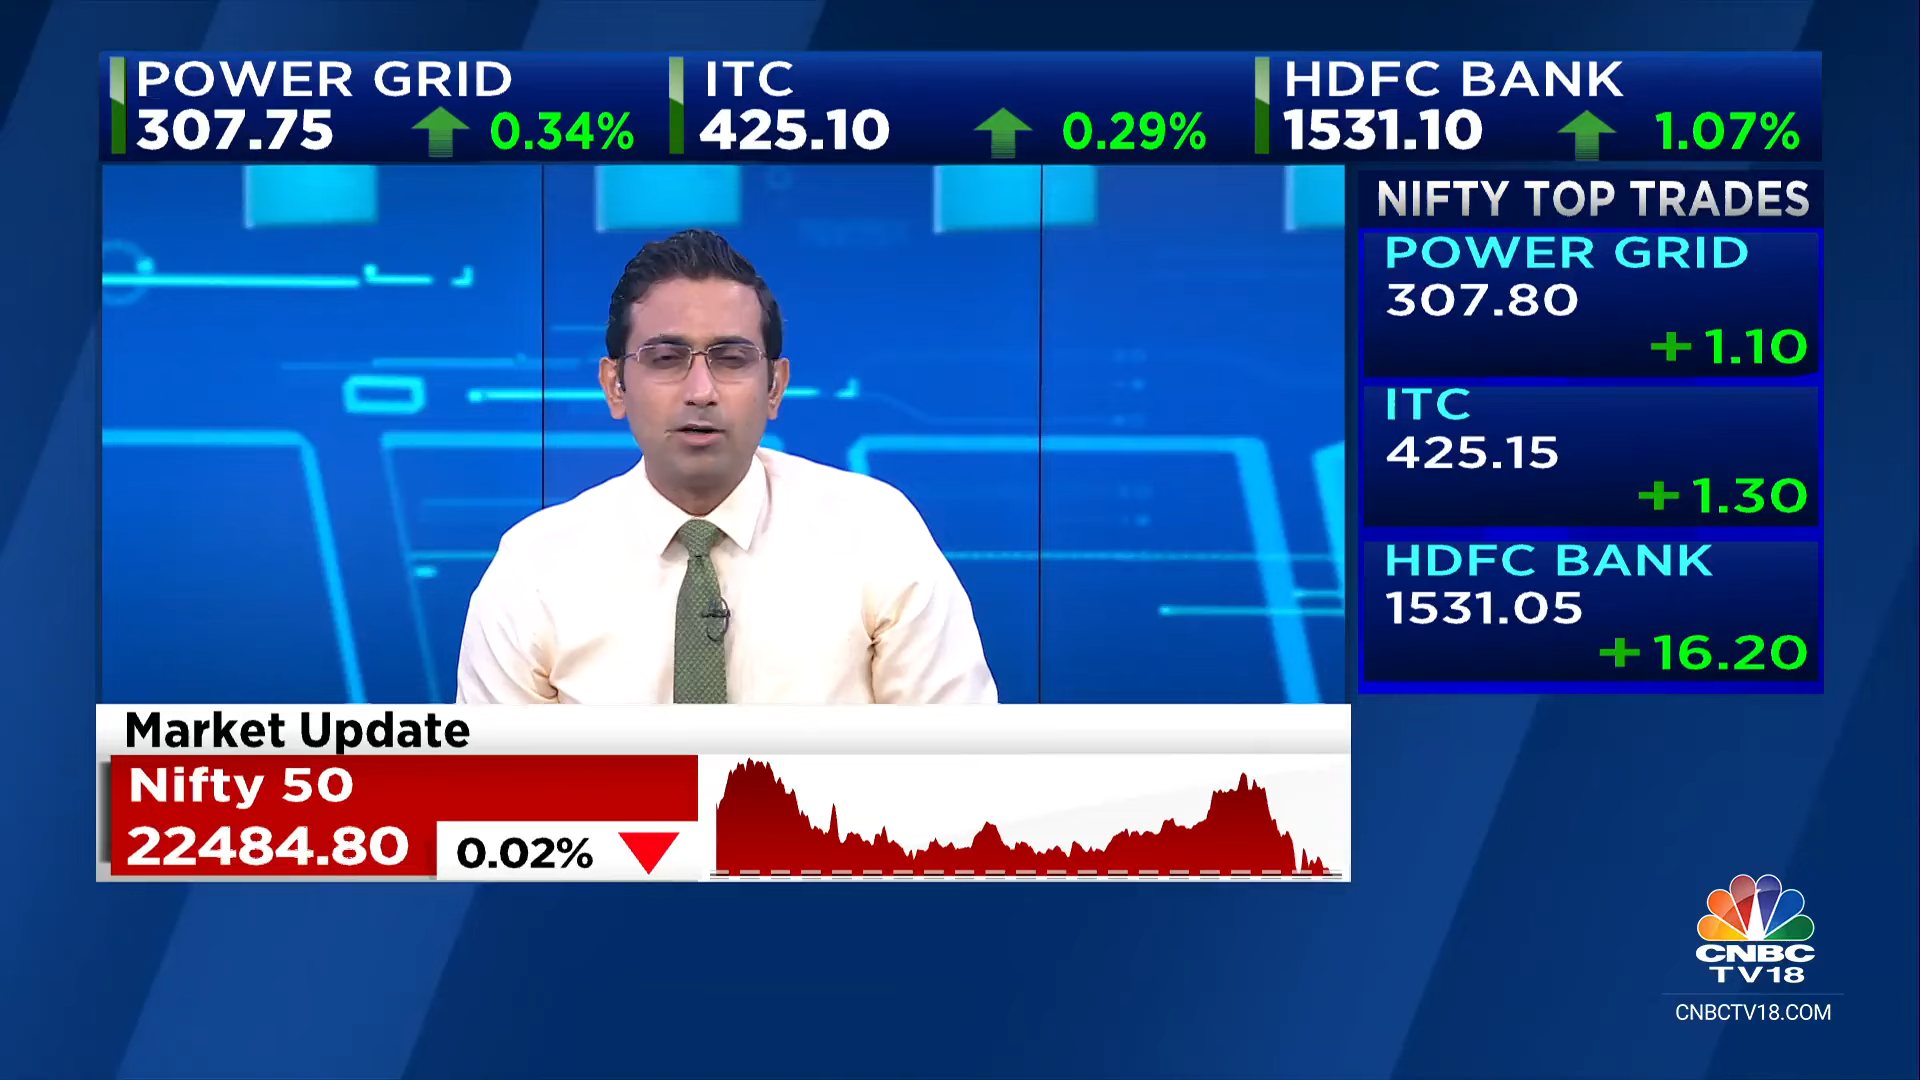 POWER GRID
307.75 0.34%
ITC
425.10 0.29%
HDFC BANK
1531.10 1.07%
NIFTY TOP TRADES
POWER GRID
307.80
+1.10
ITC
425.15
+1.30
HDFC BANK
1531.05
+16.20
Market Update
Nifty 50
22484.80 0.02%
CNBC
TV18
CNBCTV18.COM